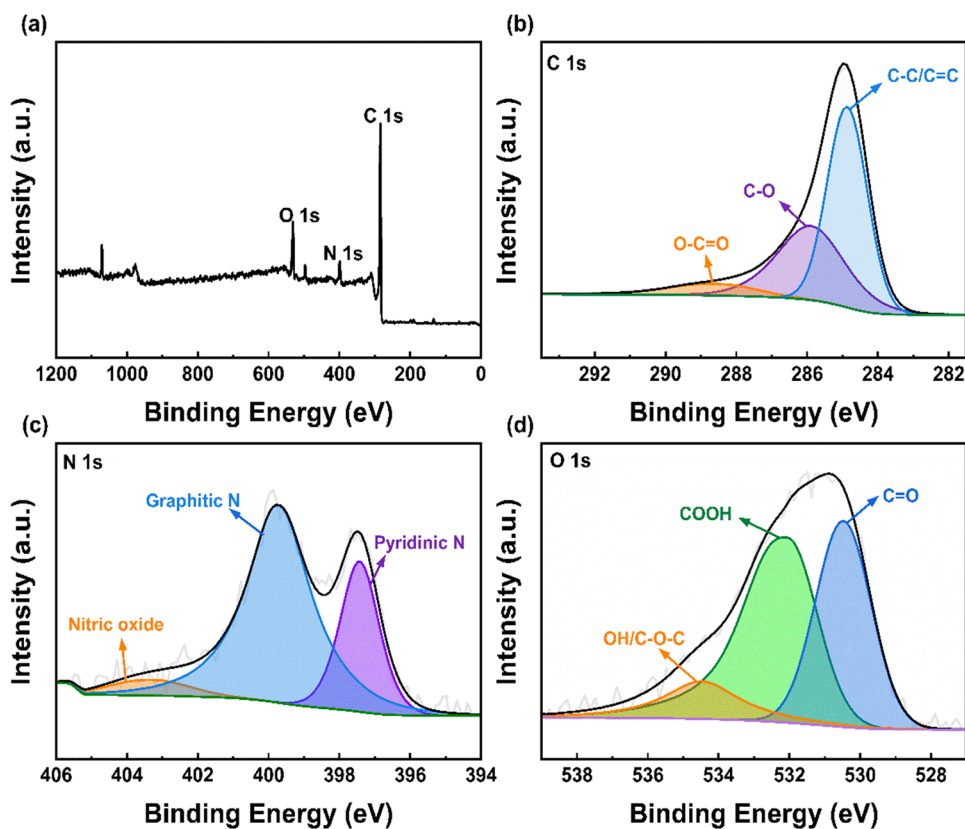 (a)
C 1s
O 1s
N 1s
Intensity (a.u.)
1200 1000 800 600 400 200 0
Binding Energy (eV)
(b)
C 1s
C-C/C=C
C-O
O-C=O
Intensity (a.u.)
292 290 288 286 284 282
Binding Energy (eV)
(c)
N 1s
Graphitic N
Pyridinic N
Nitric oxide
Intensity (a.u.)
406 404 402 400 398 396 394
Binding Energy (eV)
(d)
O 1s
C=O
COOH
OH/C-O-C
Intensity (a.u.)
538 536 534 532 530 528
Binding Energy (eV)